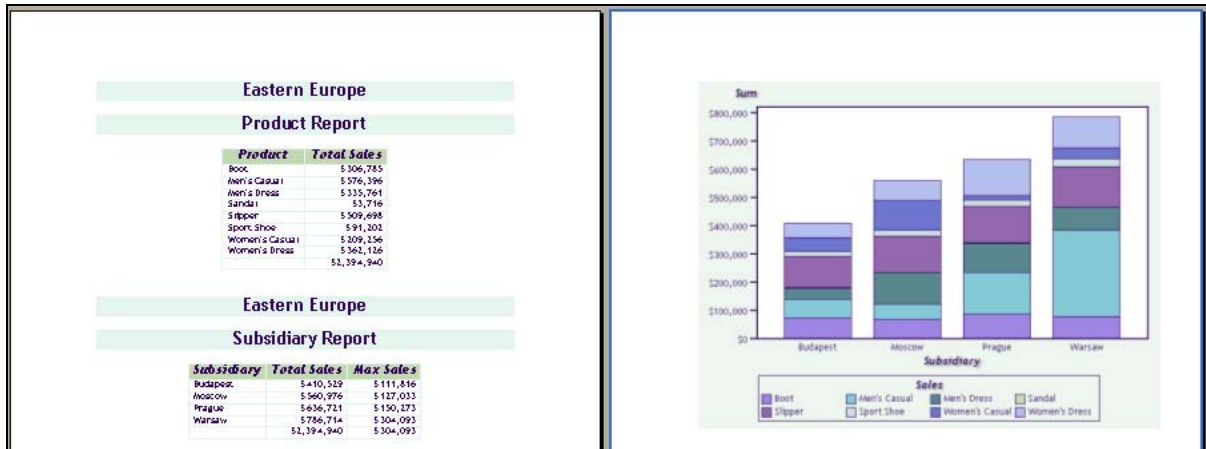 Eastern Europe
Product Report
Product Total Sales
Boot $306,785
Men's Casual $576,396
Men's Dress $335,761
Sandal $3,716
Slipper $509,698
Sport Shoe $91,202
Women's Casual $209,256
Women's Dress $362,126
$2,394,940
Eastern Europe
Subsidiary Report
Subsidiary Total Sales Max Sales
Budapest $410,529 $111,816
Moscow $560,976 $127,033
Prague $636,721 $150,273
Warsaw $786,714 $304,093
$2,394,940 $304,093
Sum
$800,000
$700,000
$600,000
$500,000
$400,000
$300,000
$200,000
$100,000
$0
Budapest Moscow Prague Warsaw
Subsidiary
Sales
Boot Men's Casual Men's Dress Sandal
Slipper Sport Shoe Women's Casual Women's Dress